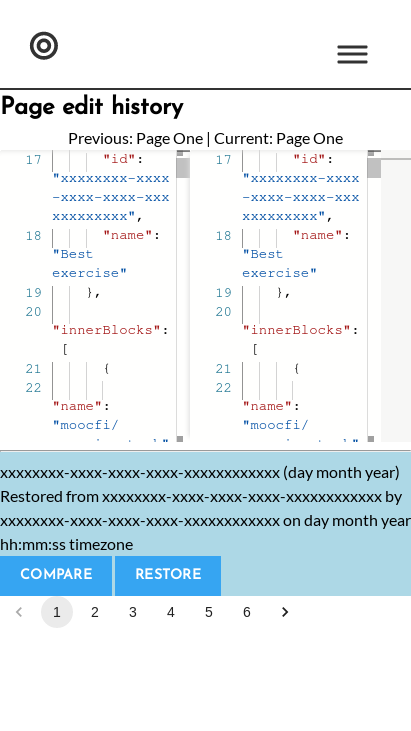 Page edit history
Previous: Page One | Current: Page One
17 "id": 17 "id":
"xxxxxxxx-xxxx "xxxxxxxx-xxxx
-xxxx-xxxx-xxx -xxxx-xxxx-xxx
xxxxxxxxx", xxxxxxxxx",
18 "name": 18 "name":
"Best "Best
exercise" exercise"
19 }, 19 },
20 20
"innerBlocks": "innerBlocks":
[ [
21 { 21 {
22 22
"name": "name":
"moocfi/ "moocfi/
xxxxxxxx-xxxx-xxxx-xxxx-xxxxxxxxxxxx (day month year)
Restored from xxxxxxxx-xxxx-xxxx-xxxx-xxxxxxxxxxxx by
xxxxxxxx-xxxx-xxxx-xxxx-xxxxxxxxxxxx on day month year
hh:mm:ss timezone
COMPARE RESTORE
1 2 3 4 5 6